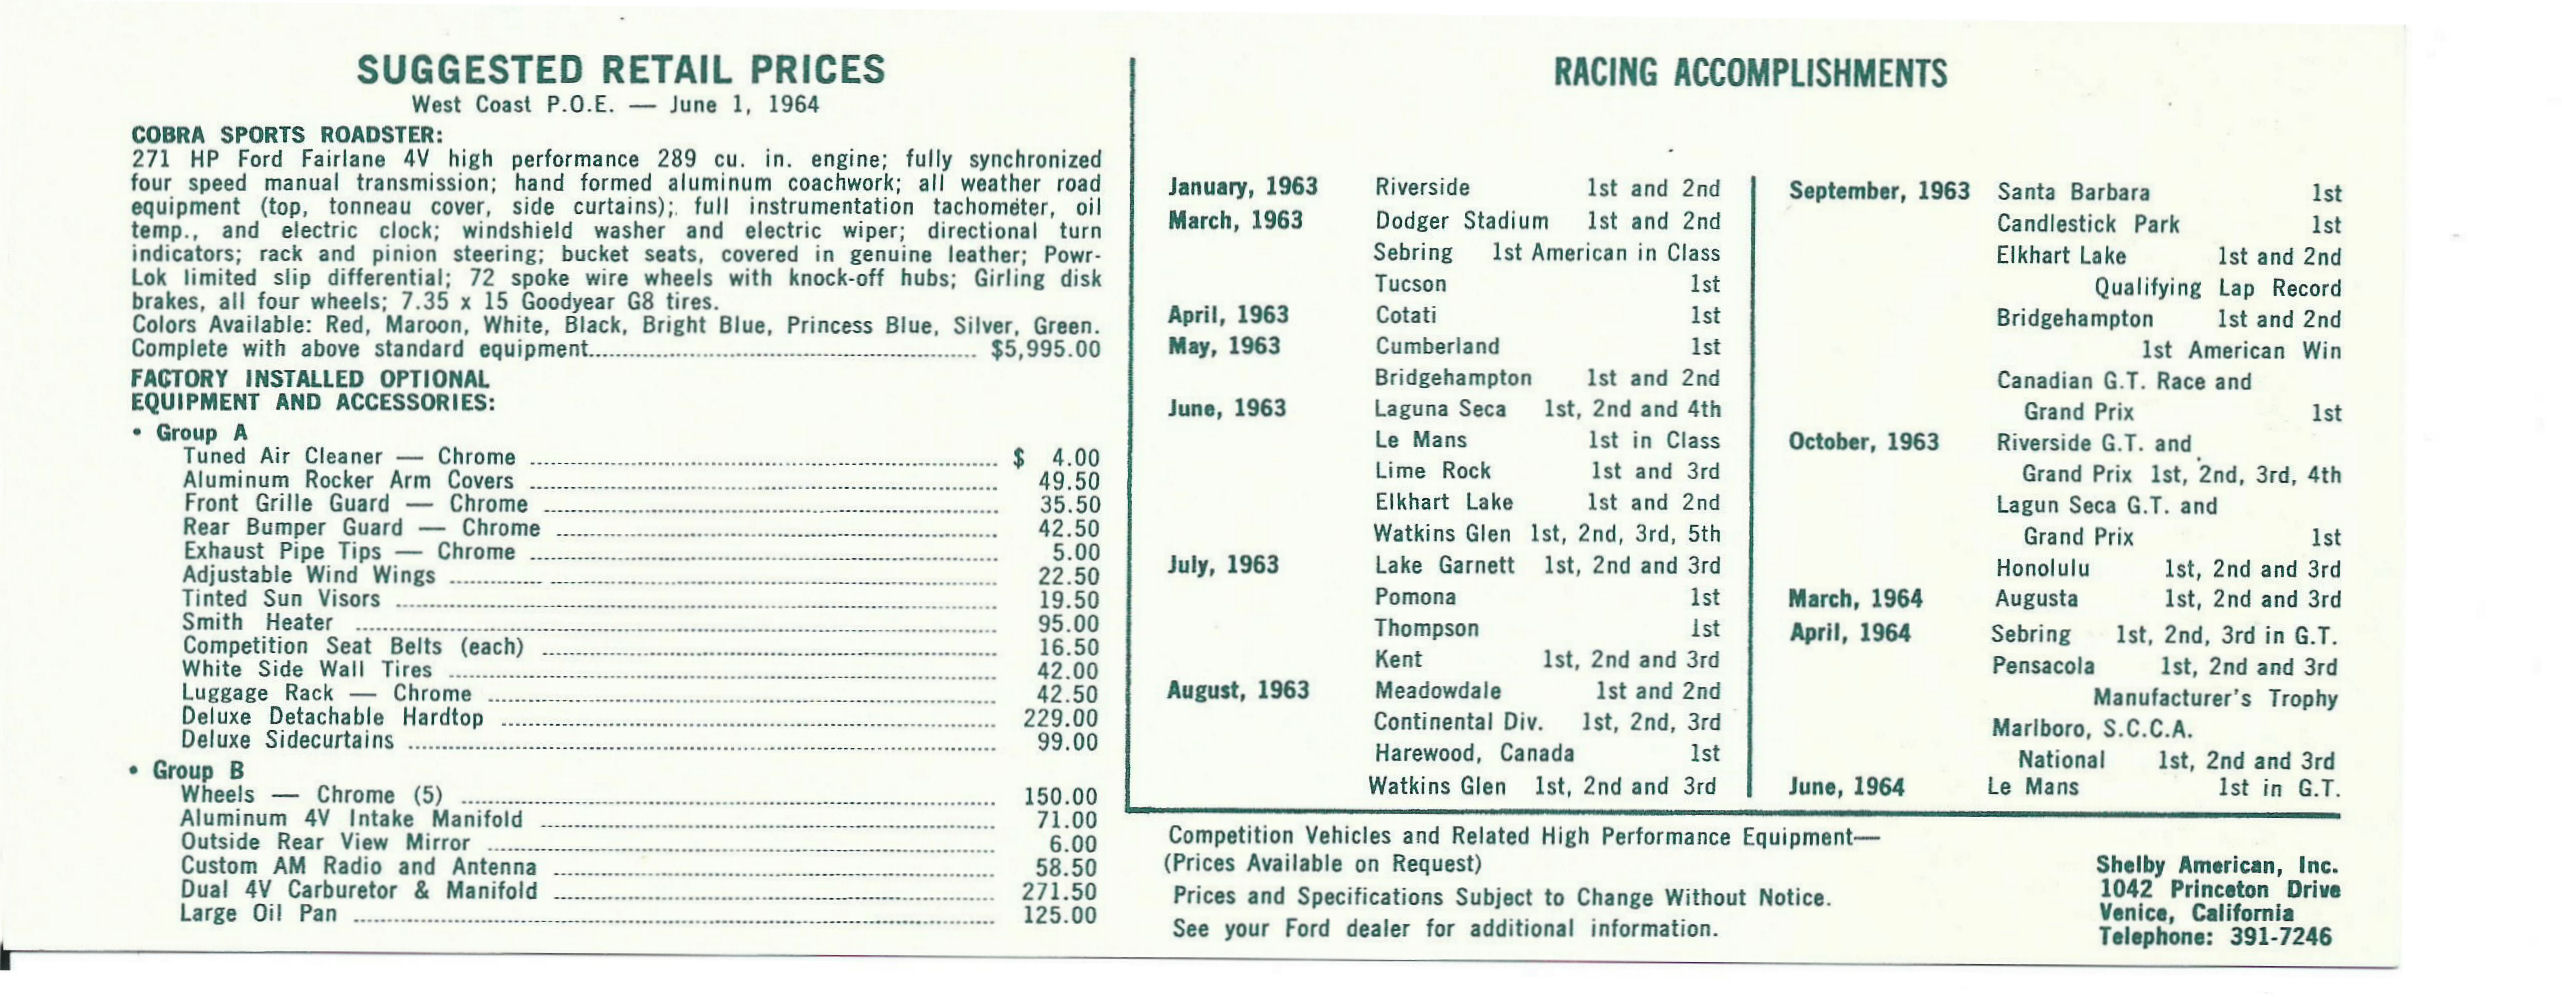 SUGGESTED RETAIL PRICES
West Coast P.O.E. — June 1, 1964
COBRA SPORTS ROADSTER:
271 HP Ford Fairlane 4V high performance 289 cu. in. engine; fully synchronized
four speed manual transmission; hand formed aluminum coachwork; all weather road
equipment (top, tonneau cover, side curtains); full instrumentation tachometer, oil
temp., and electric clock; windshield washer and electric wiper; directional turn
indicators; rack and pinion steering; bucket seats, covered in genuine leather; Powr-
Lok limited slip differential; 72 spoke wire wheels with knock-off hubs; Girling disk
brakes, all four wheels; 7.35 x 15 Goodyear G8 tires.
Colors Available: Red, Maroon, White, Black, Bright Blue, Princess Blue, Silver, Green.
Complete with above standard equipment $5,995.00
FACTORY INSTALLED OPTIONAL
EQUIPMENT AND ACCESSORIES:
• Group A
Tuned Air Cleaner — Chrome $ 4.00
Aluminum Rocker Arm Covers 49.50
Front Grille Guard — Chrome 35.50
Rear Bumper Guard — Chrome 42.50
Exhaust Pipe Tips — Chrome 5.00
Adjustable Wind Wings 22.50
Tinted Sun Visors 19.50
Smith Heater 95.00
Competition Seat Belts (each) 16.50
White Side Wall Tires 42.00
Luggage Rack — Chrome 42.50
Deluxe Detachable Hardtop 229.00
Deluxe Sidecurtains 99.00
• Group B
Wheels — Chrome (5) 150.00
Aluminum 4V Intake Manifold 71.00
Outside Rear View Mirror 6.00
Custom AM Radio and Antenna 58.50
Dual 4V Carburetor & Manifold 271.50
Large Oil Pan 125.00
RACING ACCOMPLISHMENTS
January, 1963 Riverside 1st and 2nd
March, 1963 Dodger Stadium 1st and 2nd
Sebring 1st American in Class
Tucson 1st
April, 1963 Cotati 1st
May, 1963 Cumberland 1st
Bridgehampton 1st and 2nd
June, 1963 Laguna Seca 1st, 2nd and 4th
Le Mans 1st in Class
Lime Rock 1st and 3rd
Elkhart Lake 1st and 2nd
Watkins Glen 1st, 2nd, 3rd, 5th
July, 1963 Lake Garnett 1st, 2nd and 3rd
Pomona 1st
Thompson 1st
Kent 1st, 2nd and 3rd
August, 1963 Meadowdale 1st and 2nd
Continental Div. 1st, 2nd, 3rd
Harewood, Canada 1st
Watkins Glen 1st, 2nd and 3rd
September, 1963 Santa Barbara 1st
Candlestick Park 1st
Elkhart Lake 1st and 2nd
Qualifying Lap Record
Bridgehampton 1st and 2nd
1st American Win
Canadian G.T. Race and
Grand Prix 1st
October, 1963 Riverside G.T. and
Grand Prix 1st, 2nd, 3rd, 4th
Lagun Seca G.T. and
Grand Prix 1st
Honolulu 1st, 2nd and 3rd
March, 1964 Augusta 1st, 2nd and 3rd
April, 1964 Sebring 1st, 2nd, 3rd in G.T.
Pensacola 1st, 2nd and 3rd
Manufacturer's Trophy
Marlboro, S.C.C.A.
National 1st, 2nd and 3rd
June, 1964 Le Mans 1st in G.T.
Competition Vehicles and Related High Performance Equipment—
(Prices Available on Request)
Prices and Specifications Subject to Change Without Notice.
See your Ford dealer for additional information.
Shelby American, Inc.
1042 Princeton Drive
Venice, California
Telephone: 391-7246